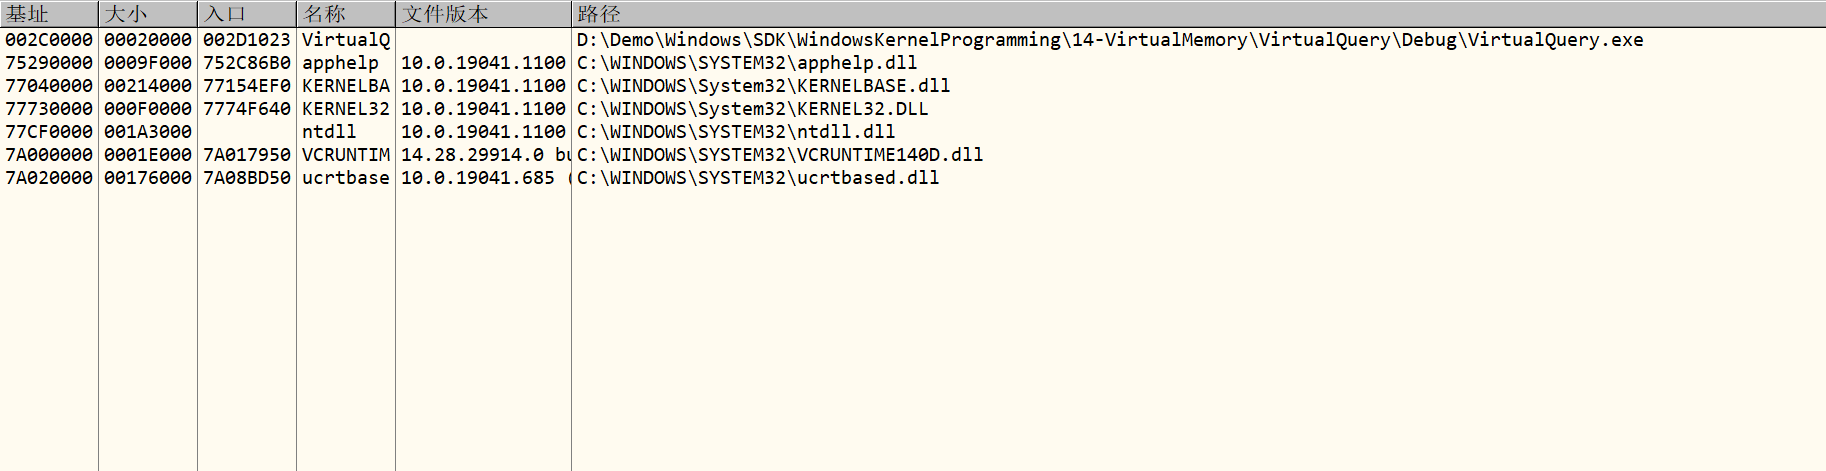 基址 大小 入口 名称 文件版本 路径
002C0000 00020000 002D1023 VirtualQ D:\Demo\Windows\SDK\WindowsKernelProgramming\14-VirtualMemory\VirtualQuery\Debug\VirtualQuery.exe
75290000 0009F000 752C86B0 apphelp 10.0.19041.1100 C:\WINDOWS\SYSTEM32\apphelp.dll
77040000 00214000 77154EF0 KERNELBA 10.0.19041.1100 C:\WINDOWS\System32\KERNELBASE.dll
77730000 000F0000 7774F640 KERNEL32 10.0.19041.1100 C:\WINDOWS\System32\KERNEL32.DLL
77CF0000 001A3000 ntdll 10.0.19041.1100 C:\WINDOWS\SYSTEM32\ntdll.dll
7A000000 0001E000 7A017950 VCRUNTIM 14.28.29914.0 bu C:\WINDOWS\SYSTEM32\VCRUNTIME140D.dll
7A020000 00176000 7A08BD50 ucrtbase 10.0.19041.685 ( C:\WINDOWS\SYSTEM32\ucrtbased.dll